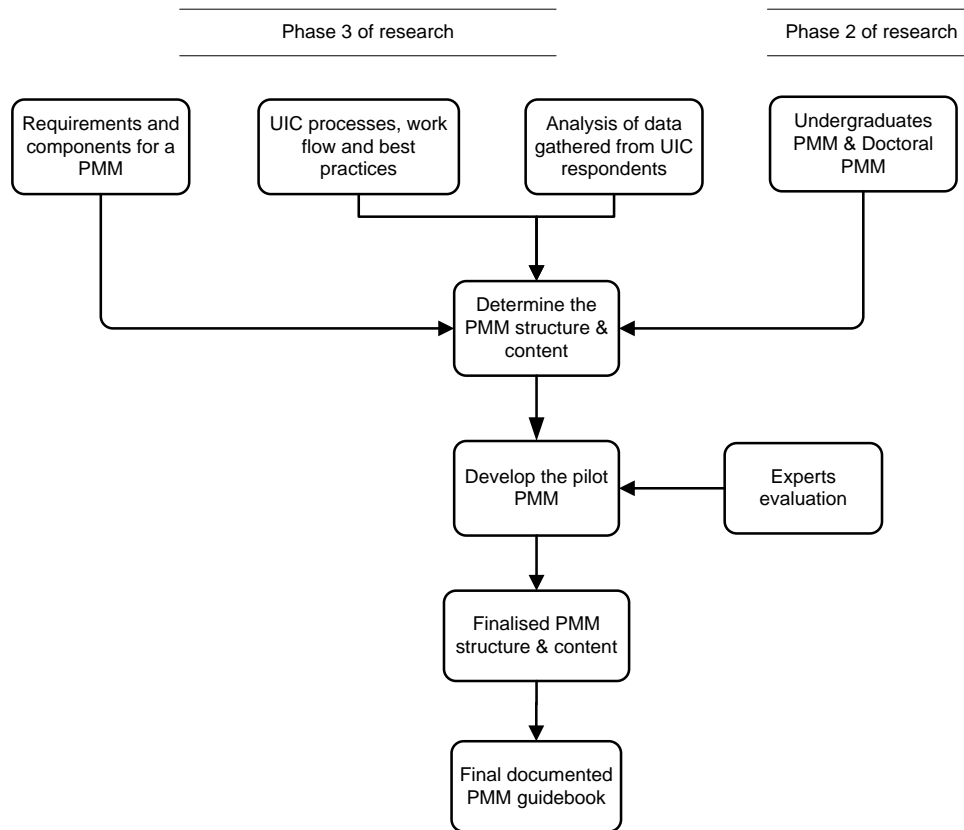 Phase 3 of research
Phase 2 of research
Requirements and
components for a
PMM
UIC processes, work
flow and best
practices
Analysis of data
gathered from UIC
respondents
Undergraduates
PMM & Doctoral
PMM
Determine the
PMM structure &
content
Develop the pilot
PMM
Experts
evaluation
Finalised PMM
structure & content
Final documented
PMM guidebook